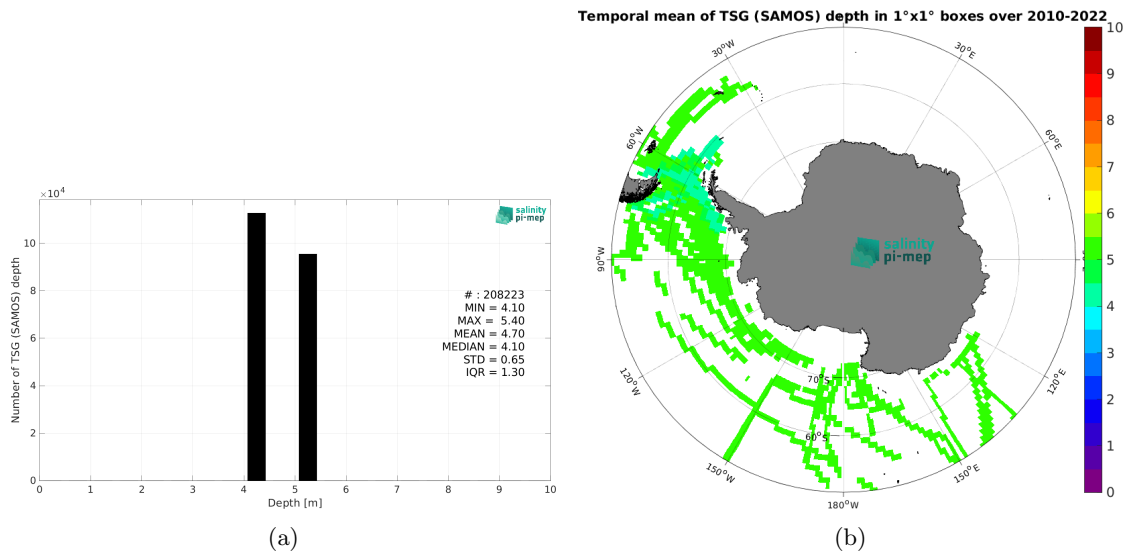 Temporal mean of TSG (SAMOS) depth in 1°x1° boxes over 2010-2022
×10⁴
10
8
6
4
2
0
Number of TSG (SAMOS) depth
0 1 2 3 4 5 6 7 8 9 10
Depth [m]
salinity
pi-mep
# : 208223
MIN = 4.10
MAX = 5.40
MEAN = 4.70
MEDIAN = 4.10
STD = 0.65
IQR = 1.30
(a)
30°W
30°E
60°W
60°E
90°W
120°W
120°E
150°W
150°E
180°W
70°S
60°S
salinity
pi-mep
10
9
8
7
6
5
4
3
2
1
0
(b)